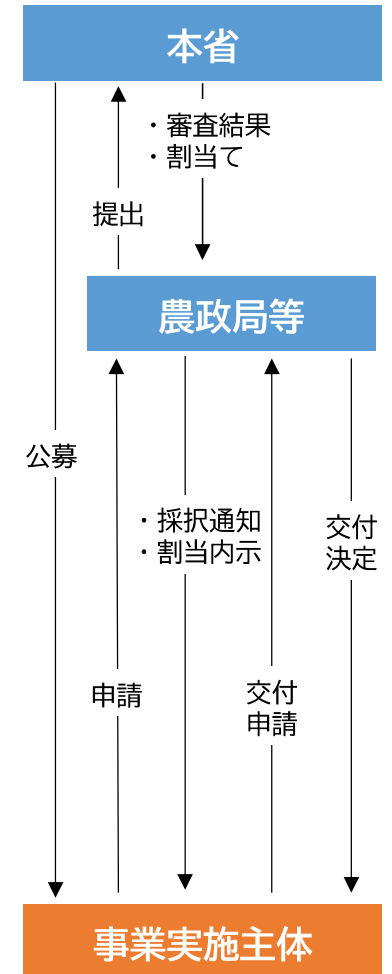 本省
・審査結果
・割当て
提出
農政局等
公募
・採択通知
・割当内示
交付
決定
申請
交付
申請
事業実施主体